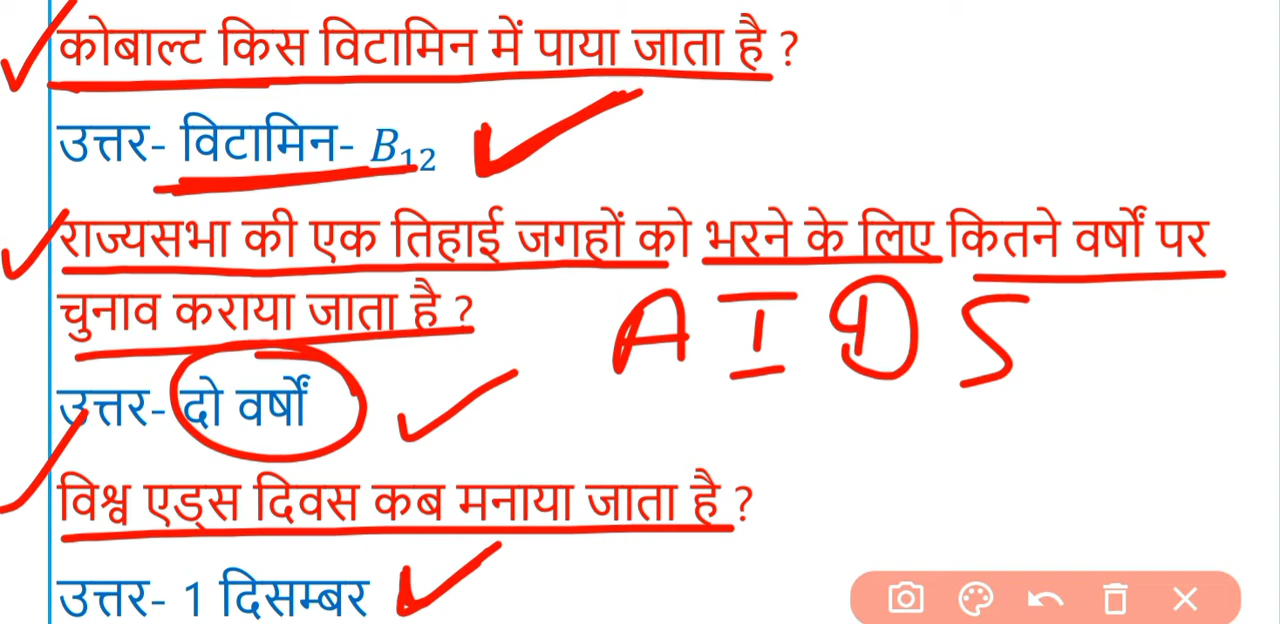 कोबाल्ट किस विटामिन में पाया जाता है ?
उत्तर- विटामिन- B₁₂
राज्यसभा की एक तिहाई जगहों को भरने के लिए कितने वर्षों पर
चुनाव कराया जाता है ?
AIDS
उत्तर- दो वर्षों
विश्व एड्स दिवस कब मनाया जाता है ?
उत्तर- 1 दिसम्बर